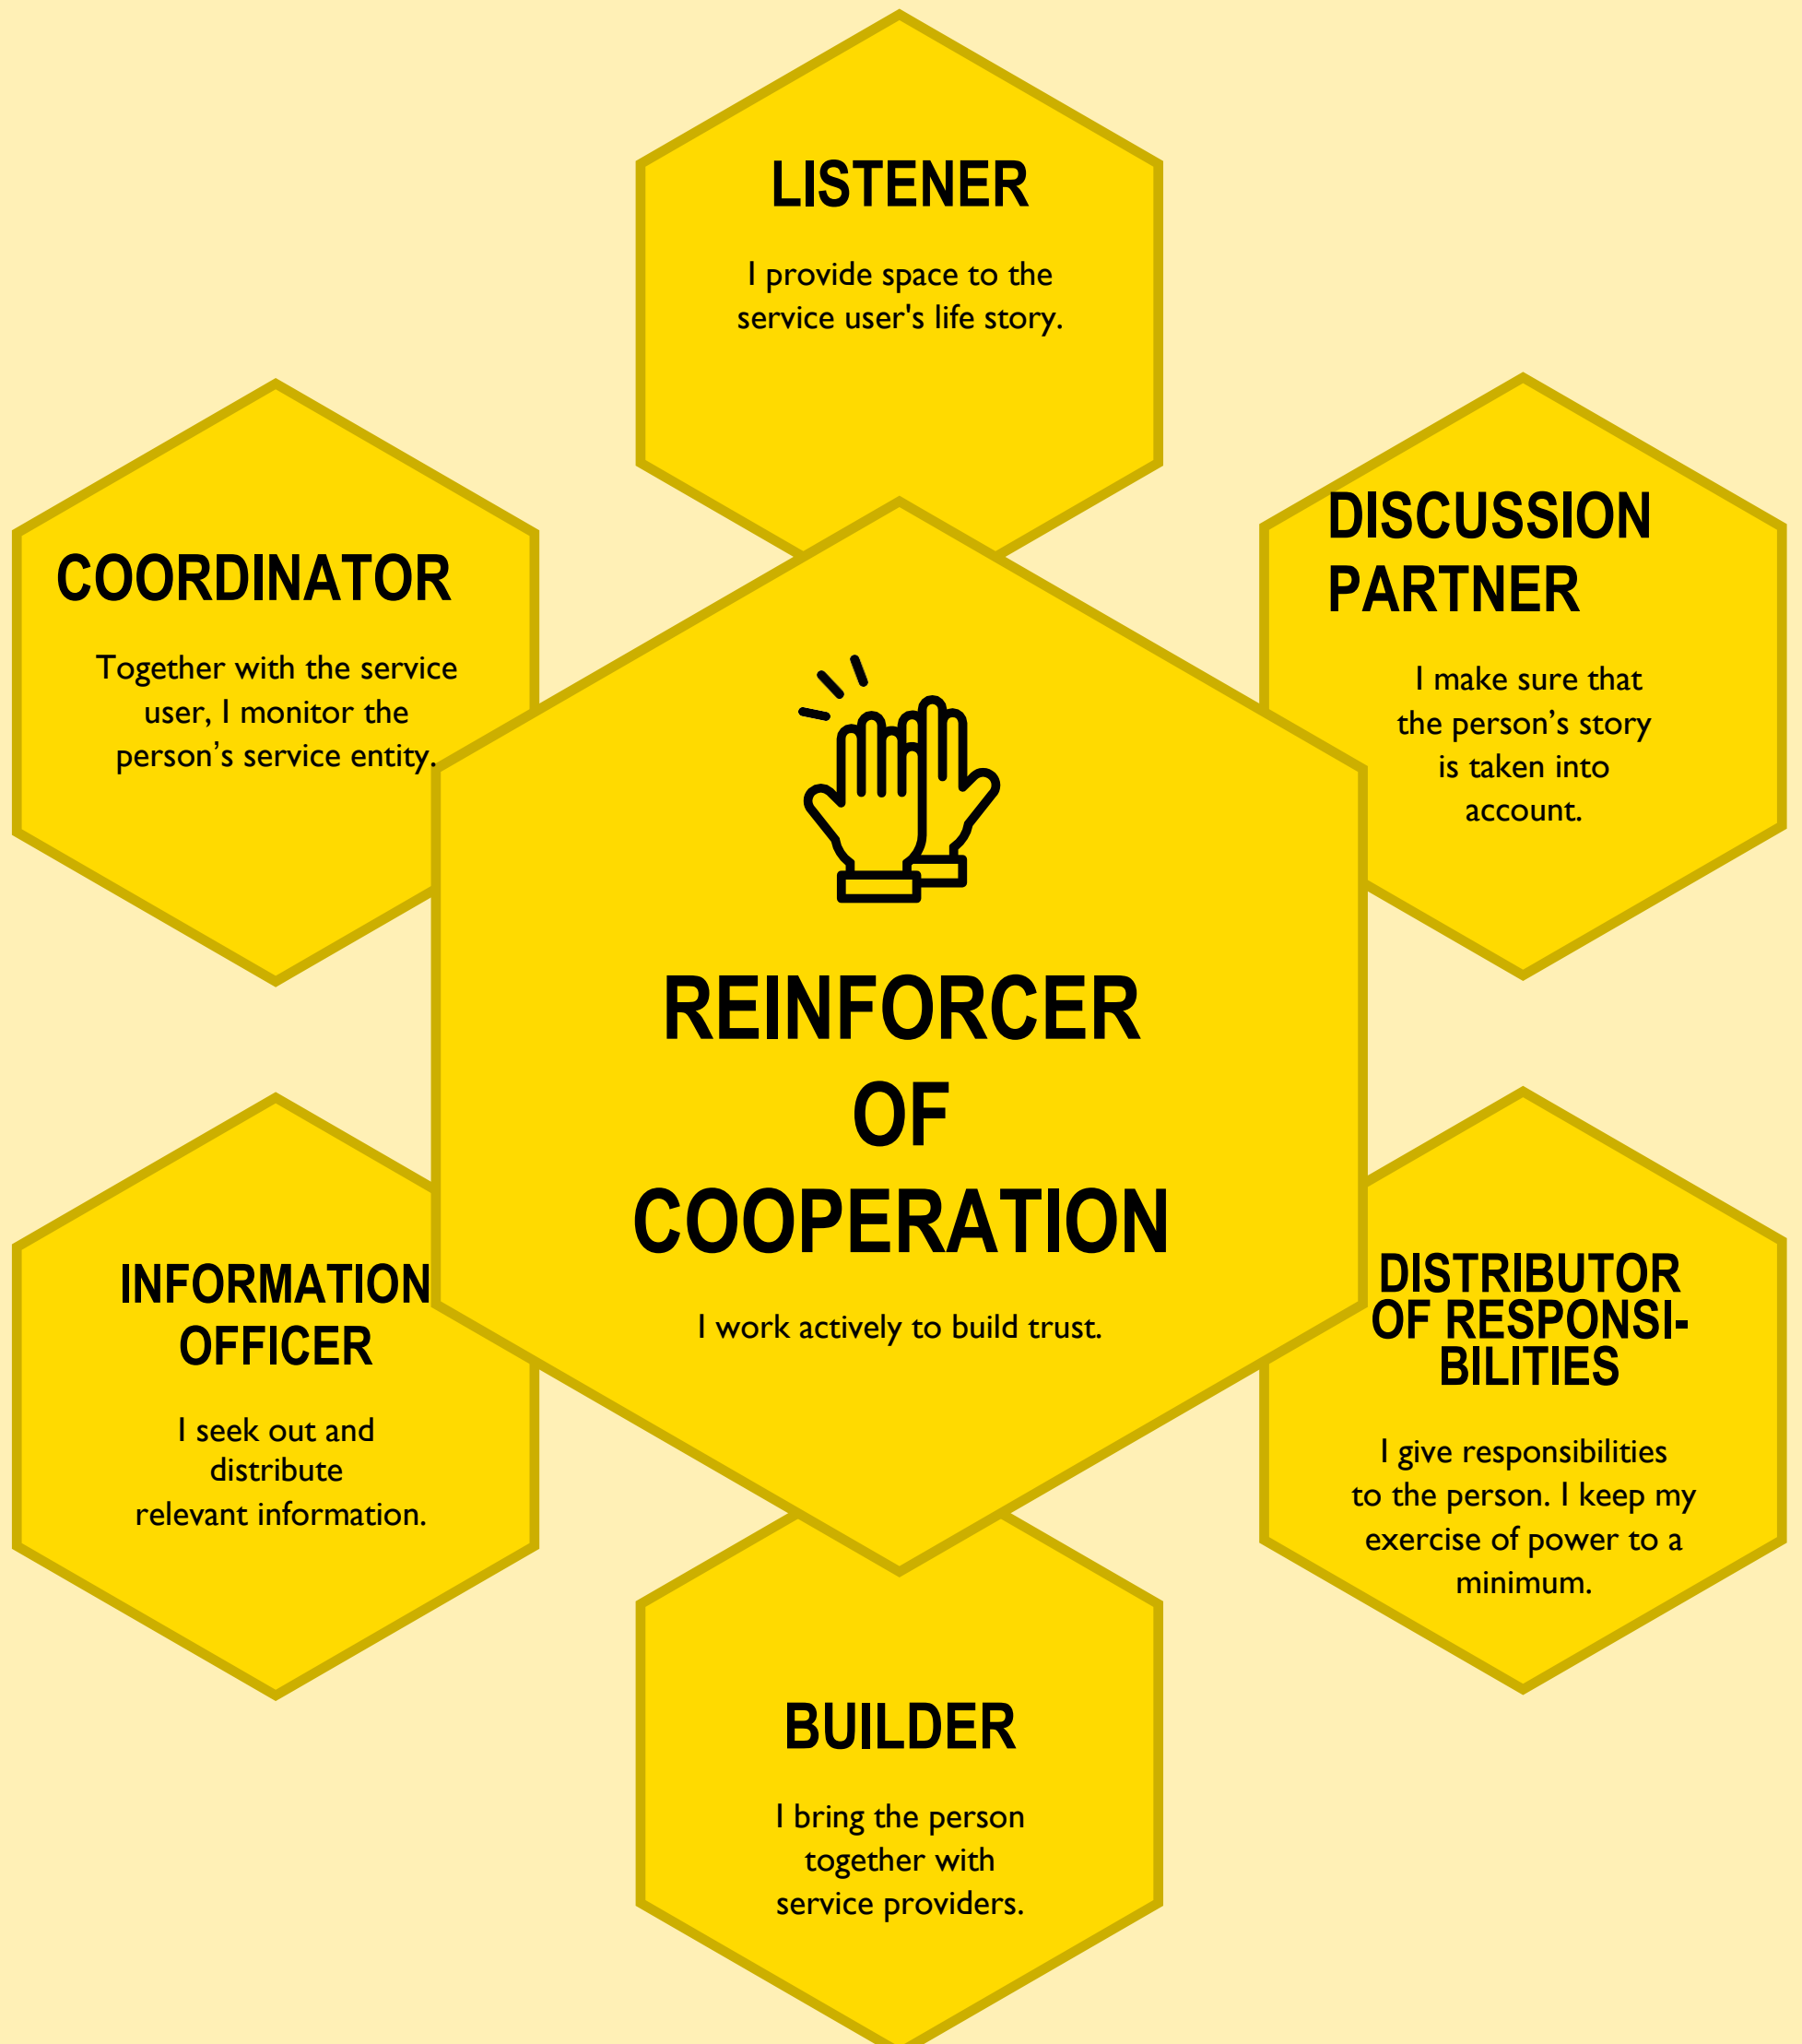 LISTENER
I provide space to the
service user's life story.
COORDINATOR
Together with the service
user, I monitor the
person’s service entity.
DISCUSSION
PARTNER
I make sure that
the person’s story
is taken into
account.
REINFORCER
OF
COOPERATION
I work actively to build trust.
INFORMATION
OFFICER
I seek out and
distribute
relevant information.
DISTRIBUTOR
OF RESPONSI-
BILITIES
I give responsibilities
to the person. I keep my
exercise of power to a
minimum.
BUILDER
I bring the person
together with
service providers.